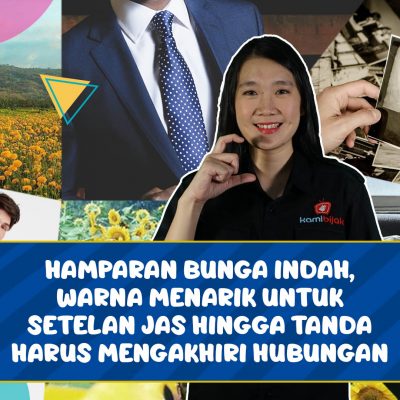 kamibijak
HAMPARAN BUNGA INDAH,
WARNA MENARIK UNTUK
SETELAN JAS HINGGA TANDA
HARUS MENGAKHIRI HUBUNGAN